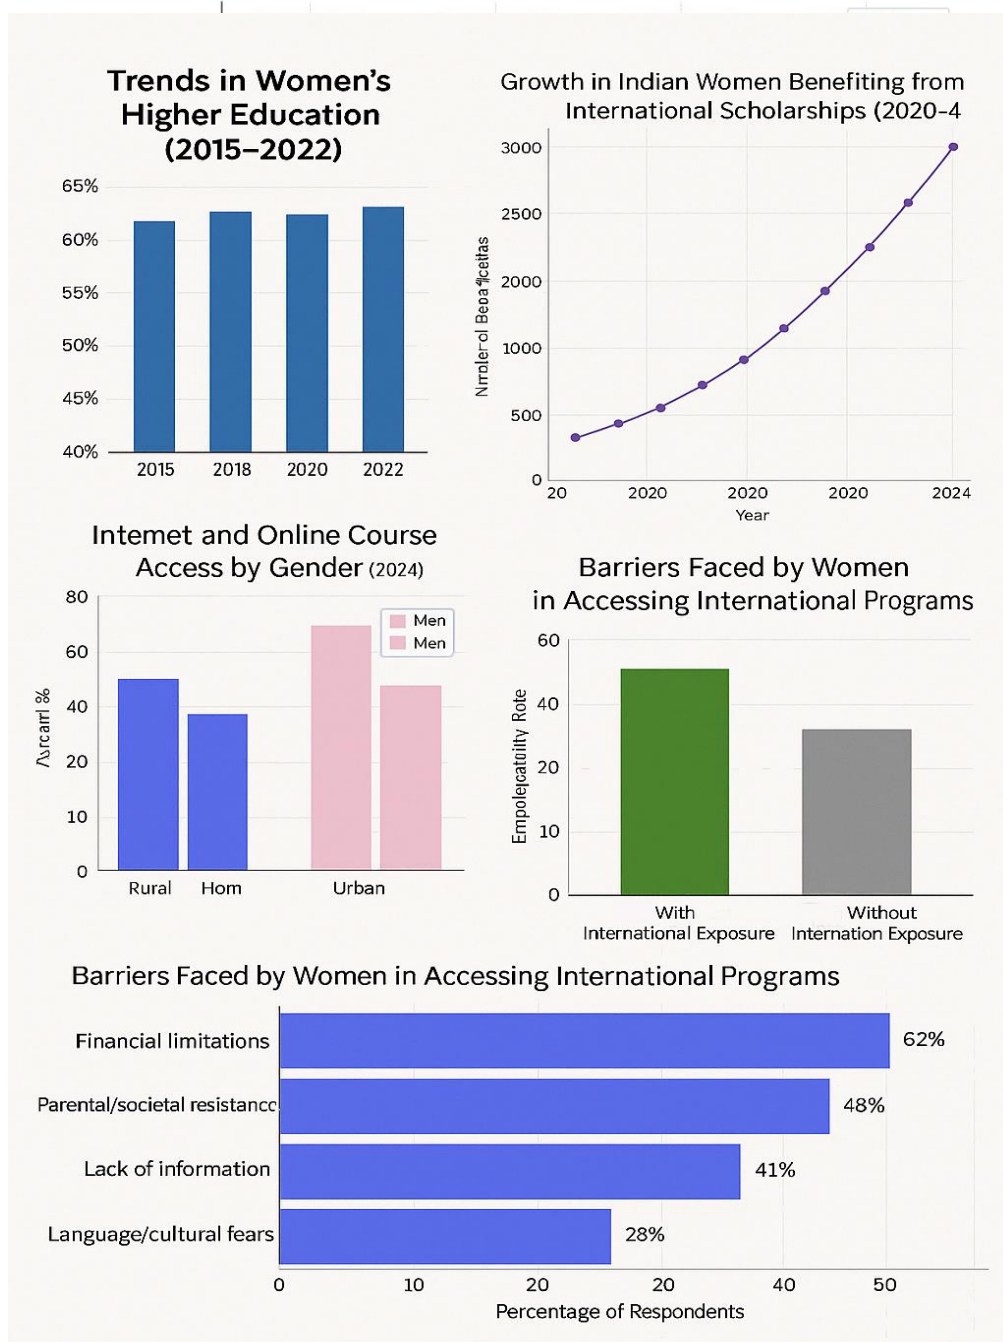 Trends in Women's
Higher Education
(2015–2022)
65%
60%
55%
50%
45%
40%
2015 2018 2020 2022
Growth in Indian Women Benefiting from
International Scholarships (2020-4
3000
2500
2000
1000
500
0
20 2020 2020 2020 2024
Year
Intemet and Online Course
Access by Gender (2024)
80
60
40
20
10
0
%
Men
Men
Rural Hom Urban
Barriers Faced by Women
in Accessing International Programs
60
40
20
10
0
Rote
With Without
International Exposure Internation Exposure
Barriers Faced by Women in Accessing International Programs
Financial limitations 62%
Parental/societal resistance 48%
Lack of information 41%
Language/cultural fears 28%
0 10 20 20 40 50
Percentage of Respondents